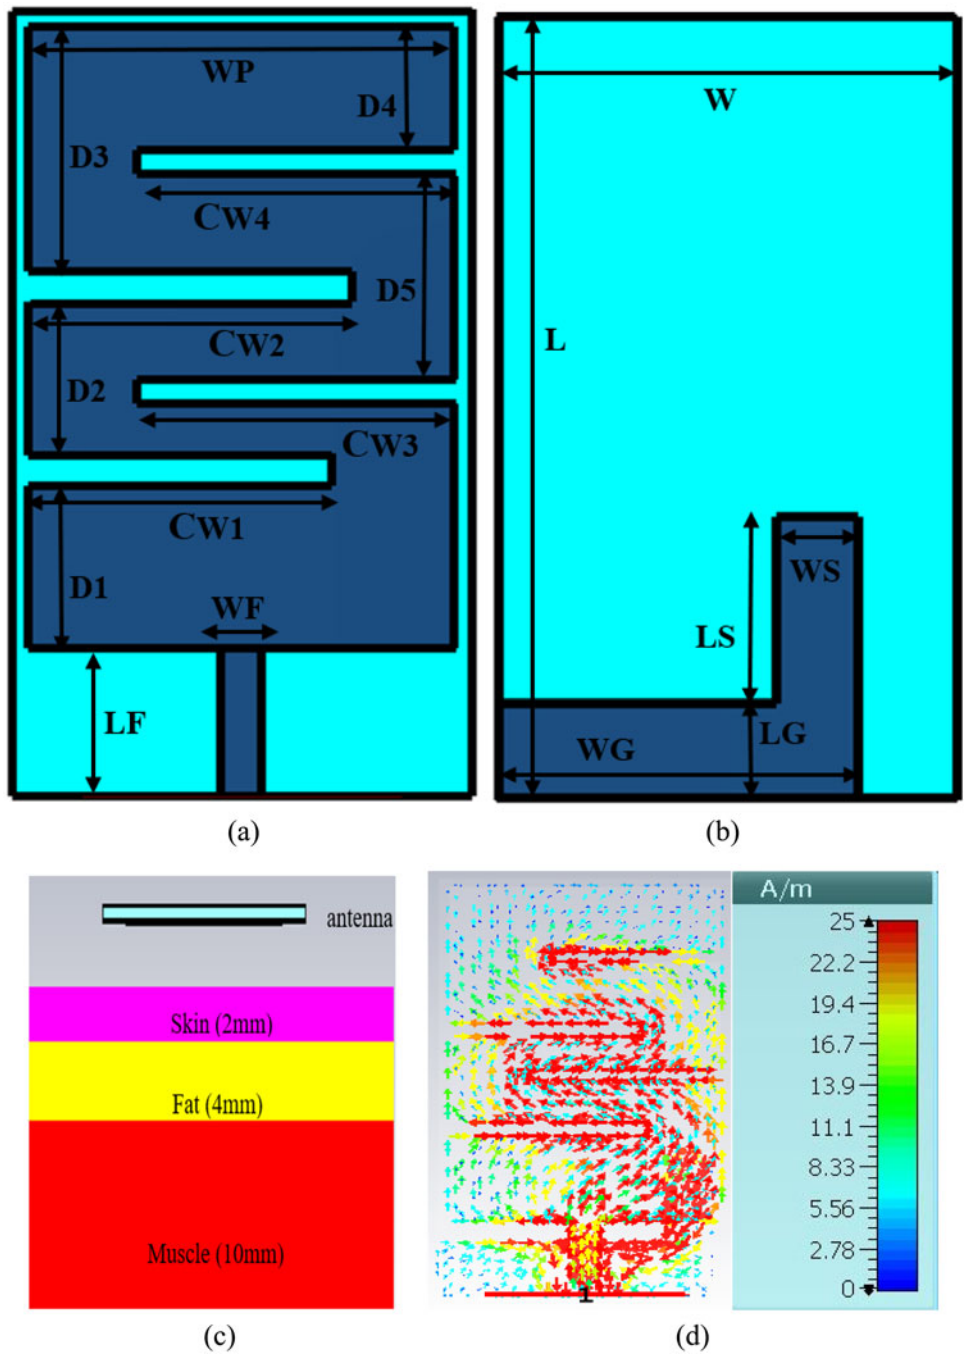 WP
D4
D3
CW4
D5
CW2
D2
CW3
CW1
D1
WF
LF
(a)
W
L
WS
LS
LG
WG
(b)
antenna
Skin (2mm)
Fat (4mm)
Muscle (10mm)
(c)
A/m
25
22.2
19.4
16.7
13.9
11.1
8.33
5.56
2.78
0
1
(d)